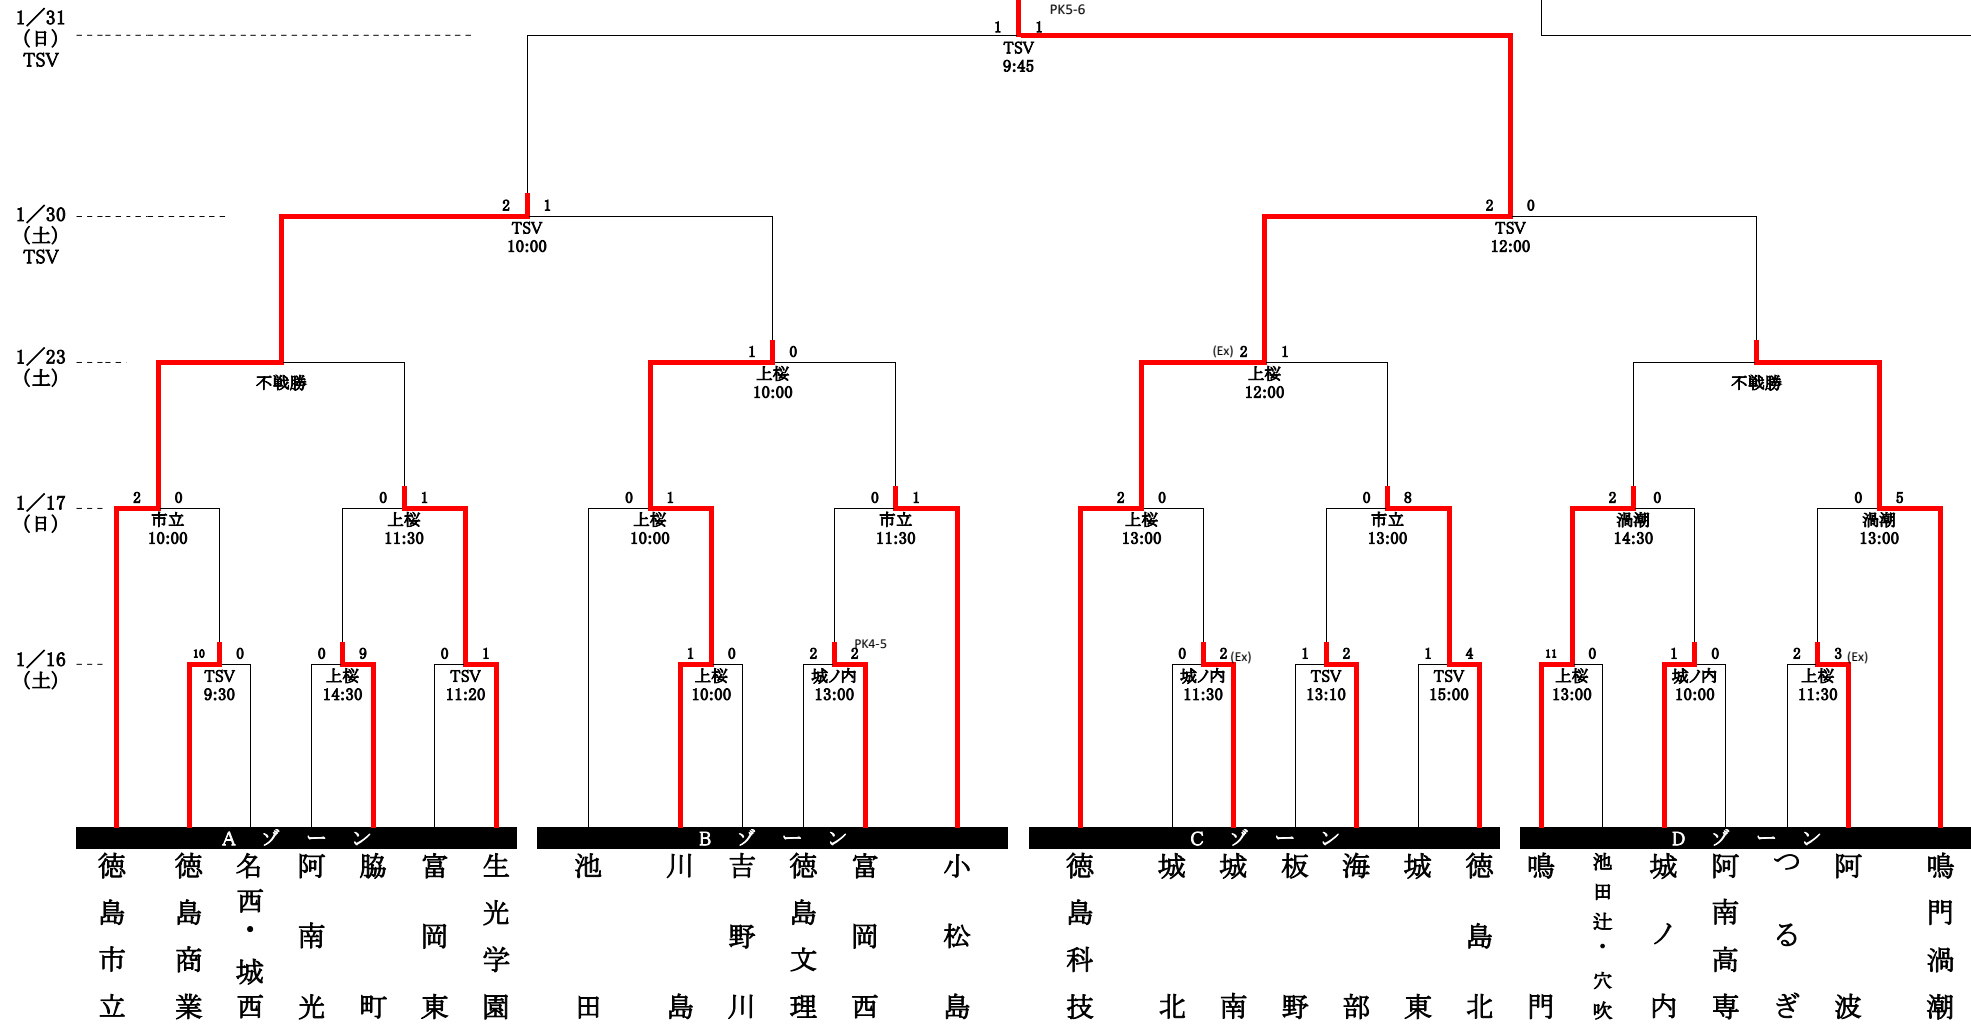 PK5-6
1／31
（日）
TSV
1 1
TSV
9:45
1／30
（土）
TSV
2 1
TSV
10:00
2 0
TSV
12:00
1／23
（土）
不戦勝
1 0
上桜
10:00
(Ex) 2 1
上桜
12:00
不戦勝
1／17
（日）
2 0
市立
10:00
0 1
上桜
11:30
0 1
上桜
10:00
0 1
市立
11:30
2 0
上桜
13:00
0 8
市立
13:00
2 0
渦潮
14:30
0 5
渦潮
13:00
1／16
（土）
10 0
TSV
9:30
0 9
上桜
14:30
0 1
TSV
11:20
1 0
上桜
10:00
PK4-5
2 2
城ノ内
13:00
0 2 (Ex)
城ノ内
11:30
1 2
TSV
13:10
1 4
TSV
15:00
11 0
上桜
13:00
1 0
城ノ内
10:00
2 3 (Ex)
上桜
11:30
Aゾーン
Bゾーン
Cゾーン
Dゾーン
徳島市立
徳島商業
名西・城西
阿南光
脇町
富岡東
生光学園
池田
川島
吉野川
徳島文理
富岡西
小松島
徳島科技
城北
城南
板野
海部
城東
徳島北
鳴門
池田辻・穴吹
城ノ内
阿南高専
つるぎ
阿波
鳴門渦潮